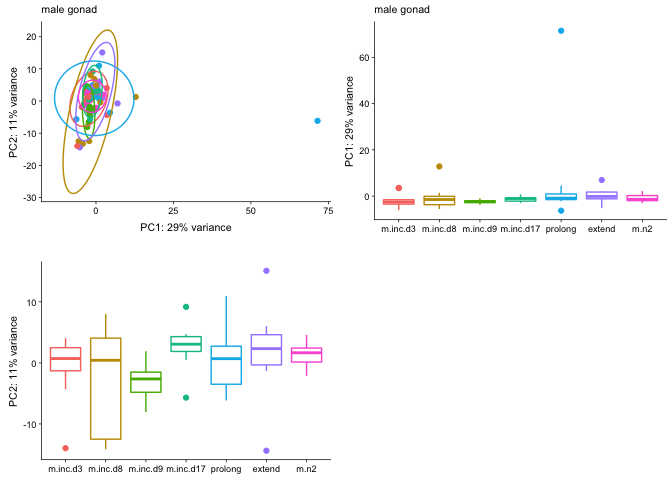 male gonad
20
10
0
-10
-20
-30
PC2: 11% variance
0
25
50
75
PC1: 29% variance
male gonad
60
40
20
0
PC1: 29% variance
m.inc.d3 m.inc.d8 m.inc.d9 m.inc.d17 prolong extend m.n2
10
0
-10
PC2: 11% variance
m.inc.d3 m.inc.d8 m.inc.d9 m.inc.d17 prolong extend m.n2